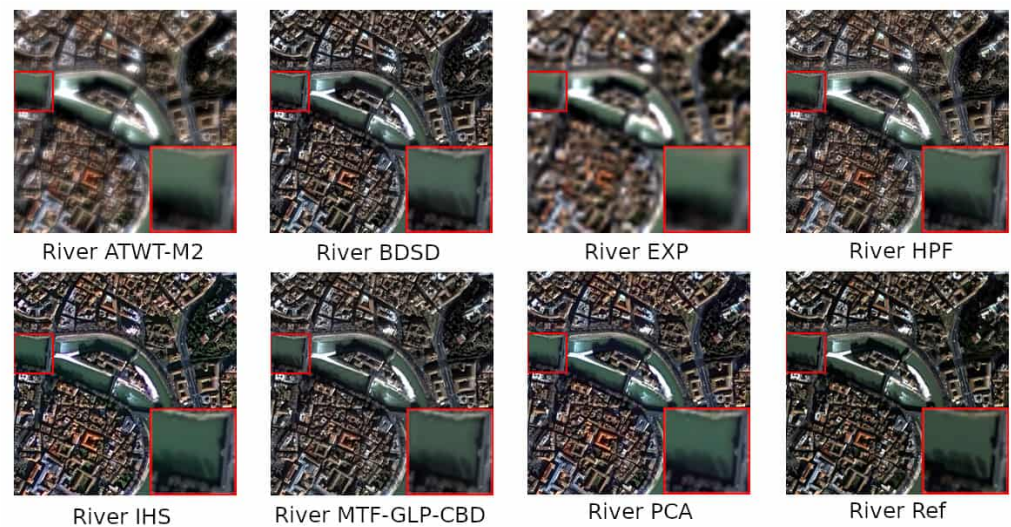 River ATWT-M2
River BDSD
River EXP
River HPF
River IHS
River MTF-GLP-CBD
River PCA
River Ref